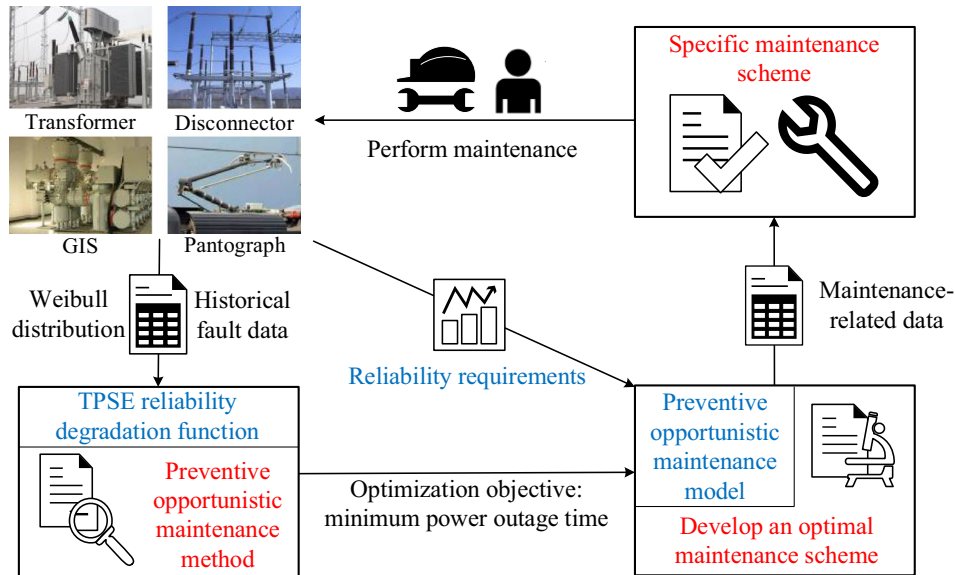 Transformer
Disconnector
GIS
Pantograph
Perform maintenance
Specific maintenance
scheme
Weibull
distribution
Historical
fault data
Reliability requirements
Maintenance-
related data
TPSE reliability
degradation function
Preventive
opportunistic
maintenance
method
Optimization objective:
minimum power outage time
Preventive
opportunistic
maintenance
model
Develop an optimal
maintenance scheme